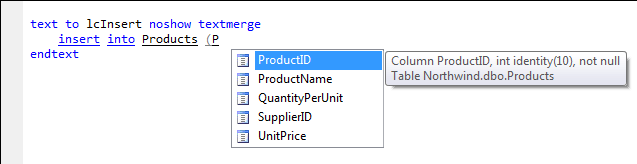 text to lcInsert noshow textmerge
insert into Products (P
endtext
ProductID
ProductName
QuantityPerUnit
SupplierID
UnitPrice
Column ProductID, int identity(10), not null
Table Northwind.dbo.Products